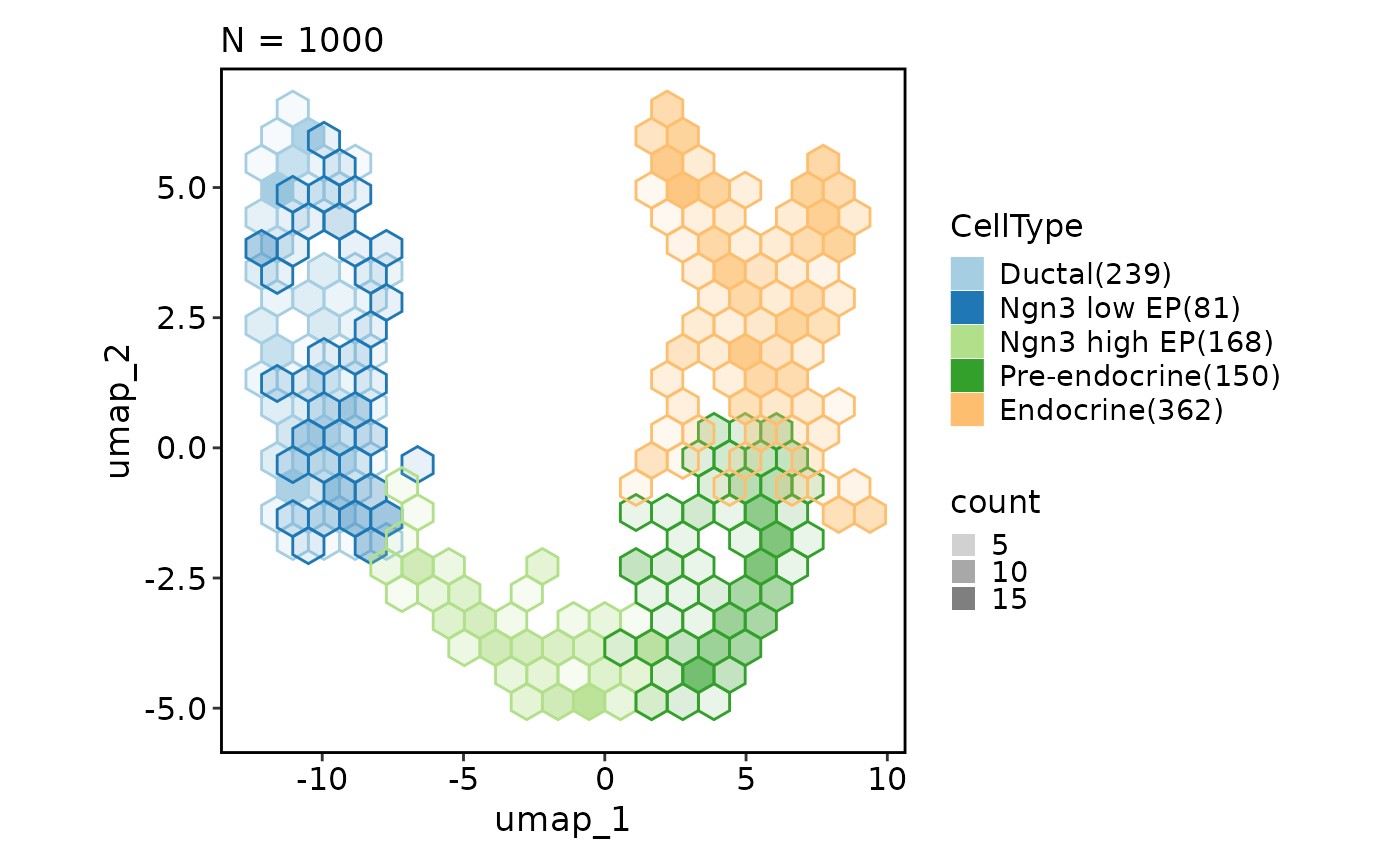 N = 1000
5.0
2.5
0.0
-2.5
-5.0
umap_2
-10
-5
0
5
10
umap_1
CellType
Ductal(239)
Ngn3 low EP(81)
Ngn3 high EP(168)
Pre-endocrine(150)
Endocrine(362)
count
5
10
15